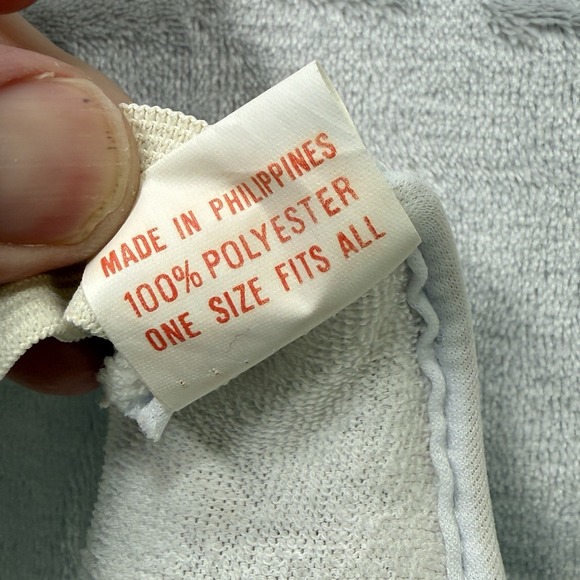 MADE IN PHILIPPINES
100% POLYESTER
ONE SIZE FITS ALL